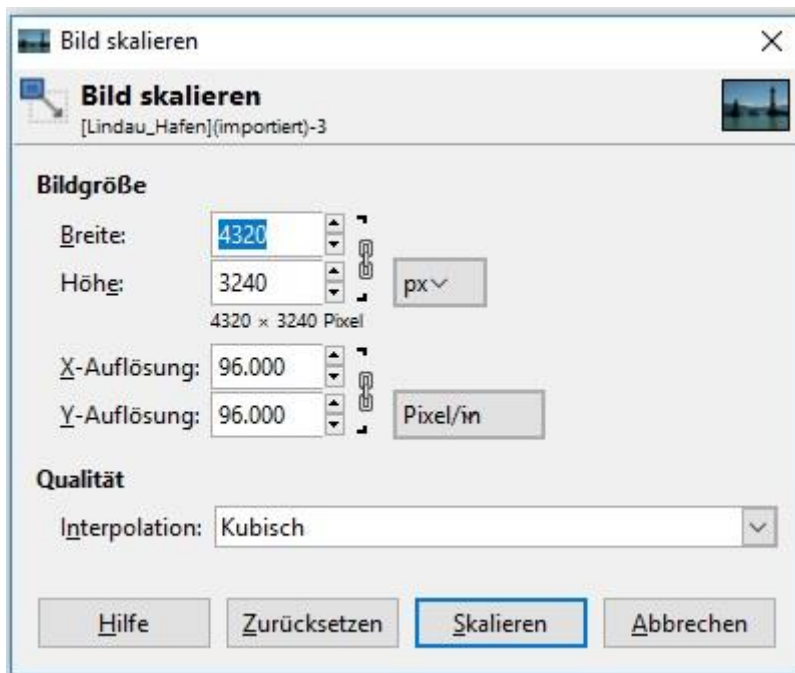 Bild skalieren
Bild skalieren
[Lindau_Hafen](importiert)-3
Bildgröße
Breite: 4320
Höhe: 3240 px
4320 × 3240 Pixel
X-Auflösung: 96.000
Y-Auflösung: 96.000 Pixel/in
Qualität
Interpolation: Kubisch
Hilfe Zurücksetzen Skalieren Abbrechen